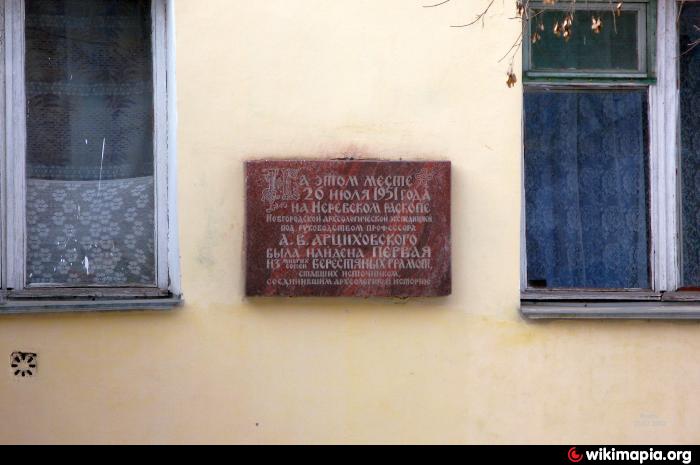 На этом месте
26 июля 1951 года
на Неревском раскопе
Новгородской археологической экспедиции
под руководством профессора
А. В. Арциховского
была найдена первая
из многих сотен берестяных грамот,
ставших источником,
соединившим археологию и историю
wikimapia.org